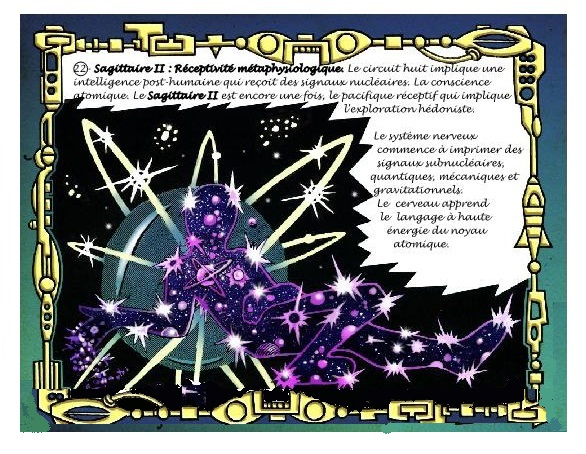 22 Sagittaire II : Réceptivité métaphysiologique. Le circuit huit implique une
intelligence post-humaine qui reçoit des signaux nucléaires. La conscience
atomique. Le Sagittaire II est encore une fois, le pacifique réceptif qui implique
l'exploration hédoniste.
Le système nerveux
commence à imprimer des
signaux subnucléaires,
quantiques, mécaniques et
gravitationnels.
Le cerveau apprend
le langage à haute
énergie du noyau
atomique.